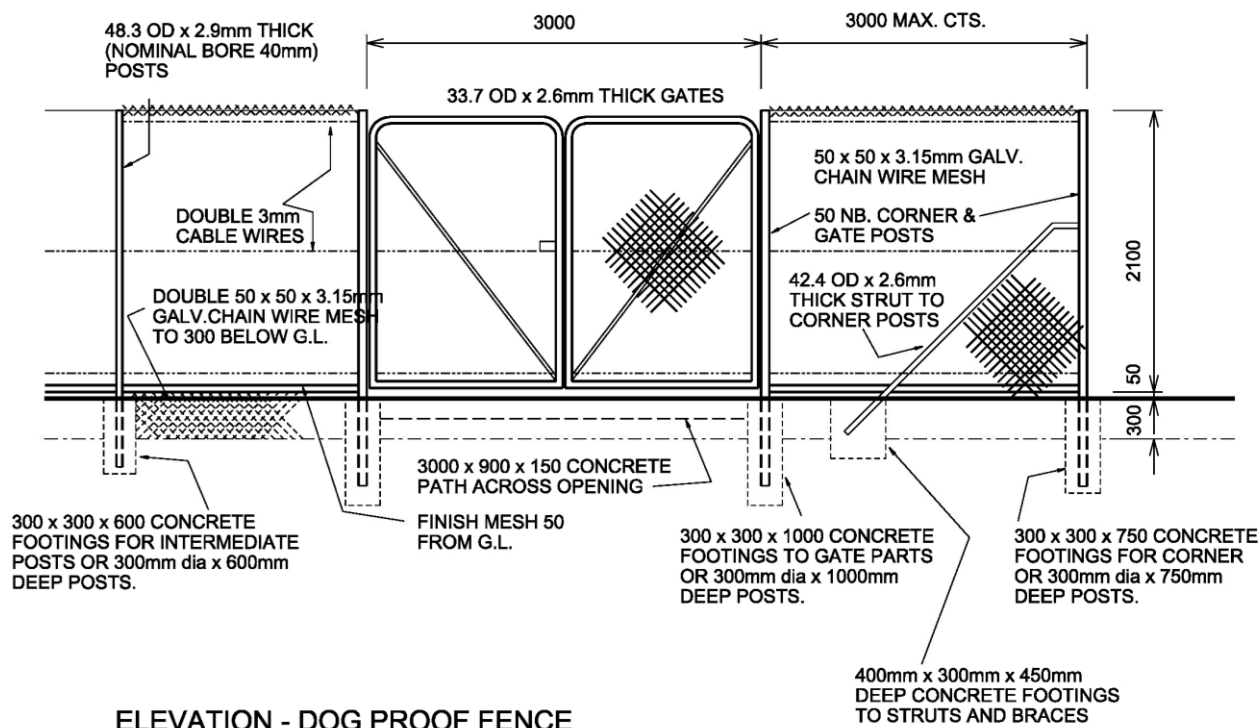 48.3 OD x 2.9mm THICK
(NOMINAL BORE 40mm)
POSTS
3000
3000 MAX. CTS.
33.7 OD x 2.6mm THICK GATES
50 x 50 x 3.15mm GALV.
CHAIN WIRE MESH
DOUBLE 3mm
CABLE WIRES
50 NB. CORNER &
GATE POSTS
2100
42.4 OD x 2.6mm
THICK STRUT TO
CORNER POSTS
DOUBLE 50 x 50 x 3.15mm
GALV.CHAIN WIRE MESH
TO 300 BELOW G.L.
50
300
3000 x 900 x 150 CONCRETE
PATH ACROSS OPENING
FINISH MESH 50
FROM G.L.
300 x 300 x 600 CONCRETE
FOOTINGS FOR INTERMEDIATE
POSTS OR 300mm dia x 600mm
DEEP POSTS.
300 x 300 x 1000 CONCRETE
FOOTINGS TO GATE PARTS
OR 300mm dia x 1000mm
DEEP POSTS.
300 x 300 x 750 CONCRETE
FOOTINGS FOR CORNER
OR 300mm dia x 750mm
DEEP POSTS.
400mm x 300mm x 450mm
DEEP CONCRETE FOOTINGS
TO STRUTS AND BRACES
ELEVATION - DOG PROOF FENCE